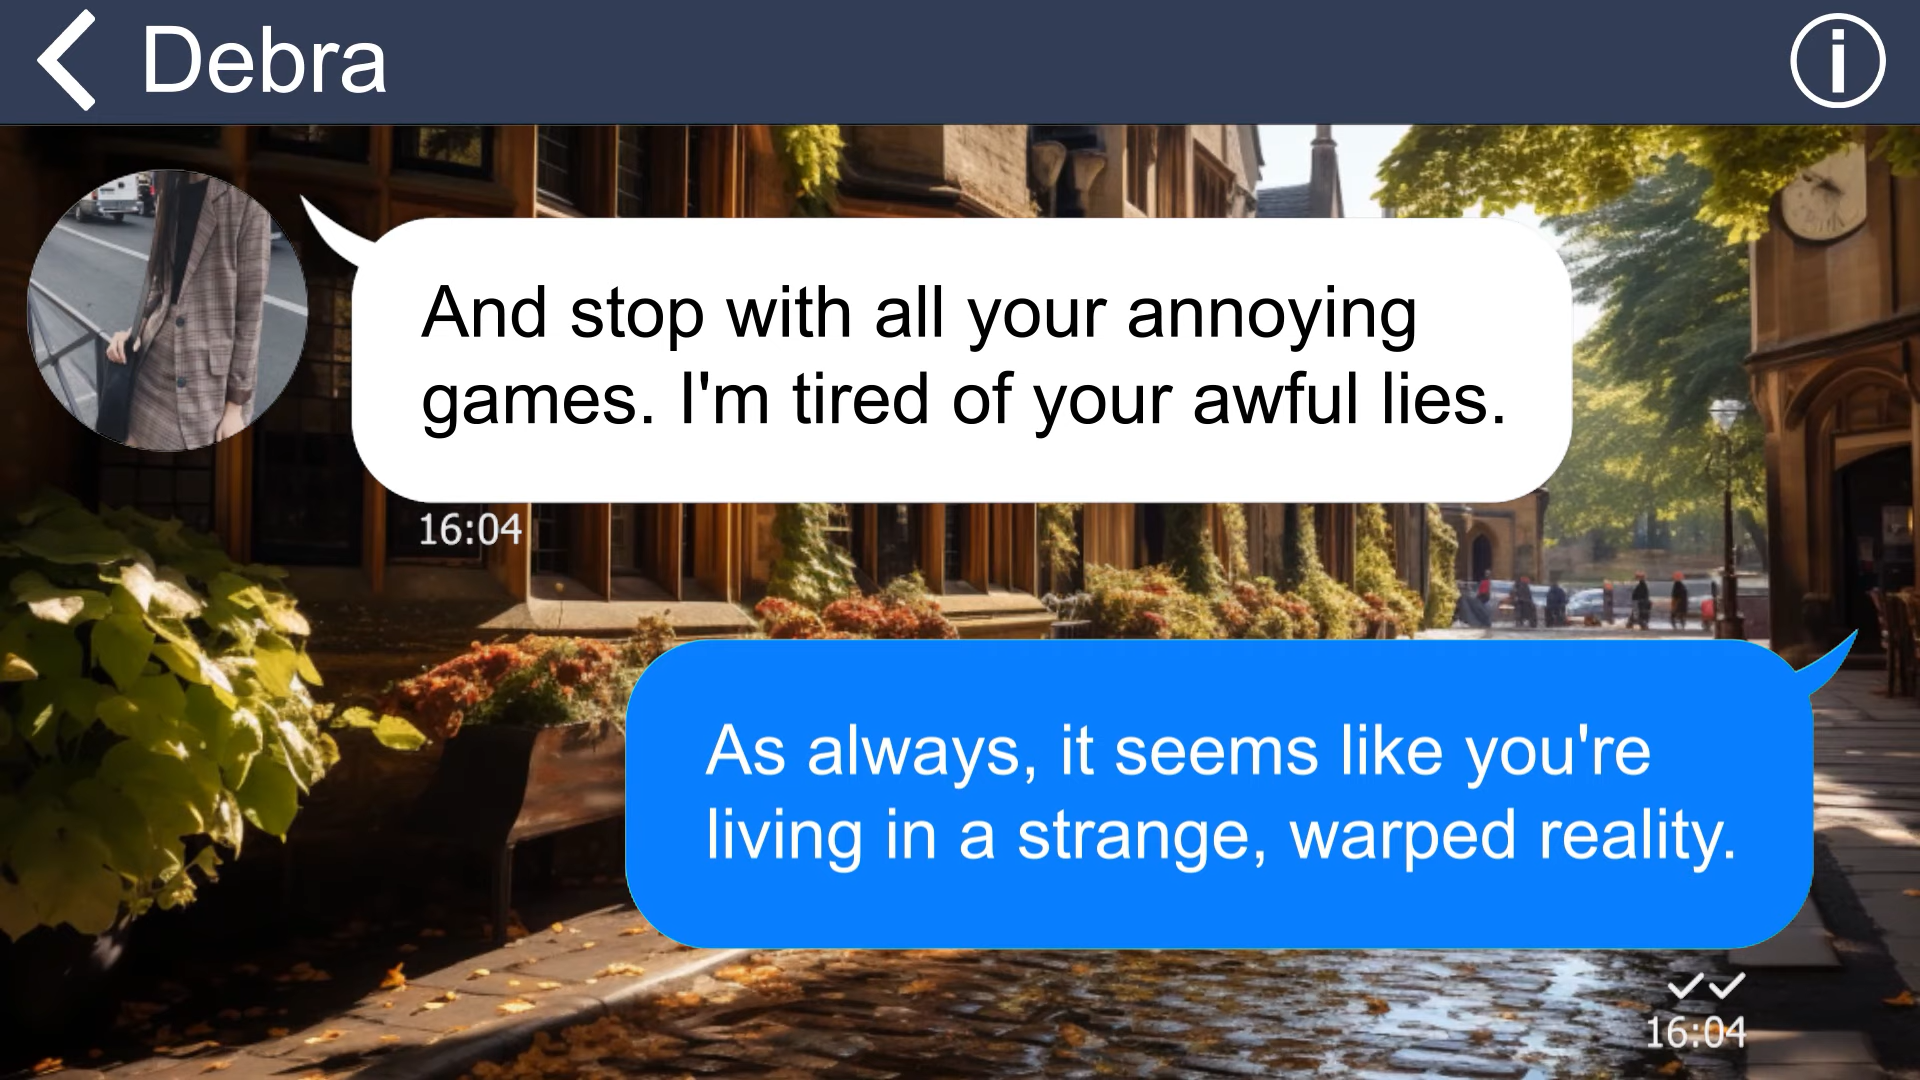 Debra
And stop with all your annoying
games. I'm tired of your awful lies.
16:04
As always, it seems like you're
living in a strange, warped reality.
16:04